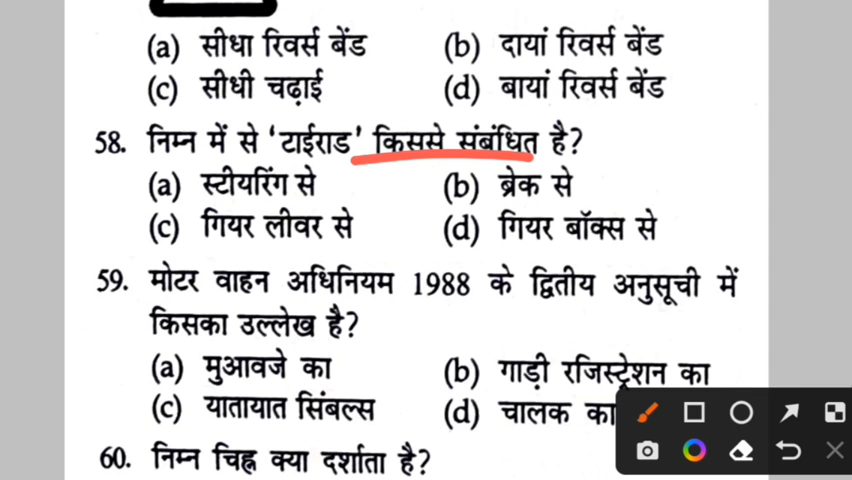 (a) सीधा रिवर्स बेंड (b) दायां रिवर्स बेंड
(c) सीधी चढ़ाई (d) बायां रिवर्स बेंड
58. निम्न में से ‘टाईराड’ किससे संबंधित है?
(a) स्टीयरिंग से (b) ब्रेक से
(c) गियर लीवर से (d) गियर बॉक्स से
59. मोटर वाहन अधिनियम 1988 के द्वितीय अनुसूची में
किसका उल्लेख है?
(a) मुआवजे का (b) गाड़ी रजिस्ट्रेशन का
(c) यातायात सिंबल्स (d) चालक का
60. निम्न चिह्न क्या दर्शाता है?